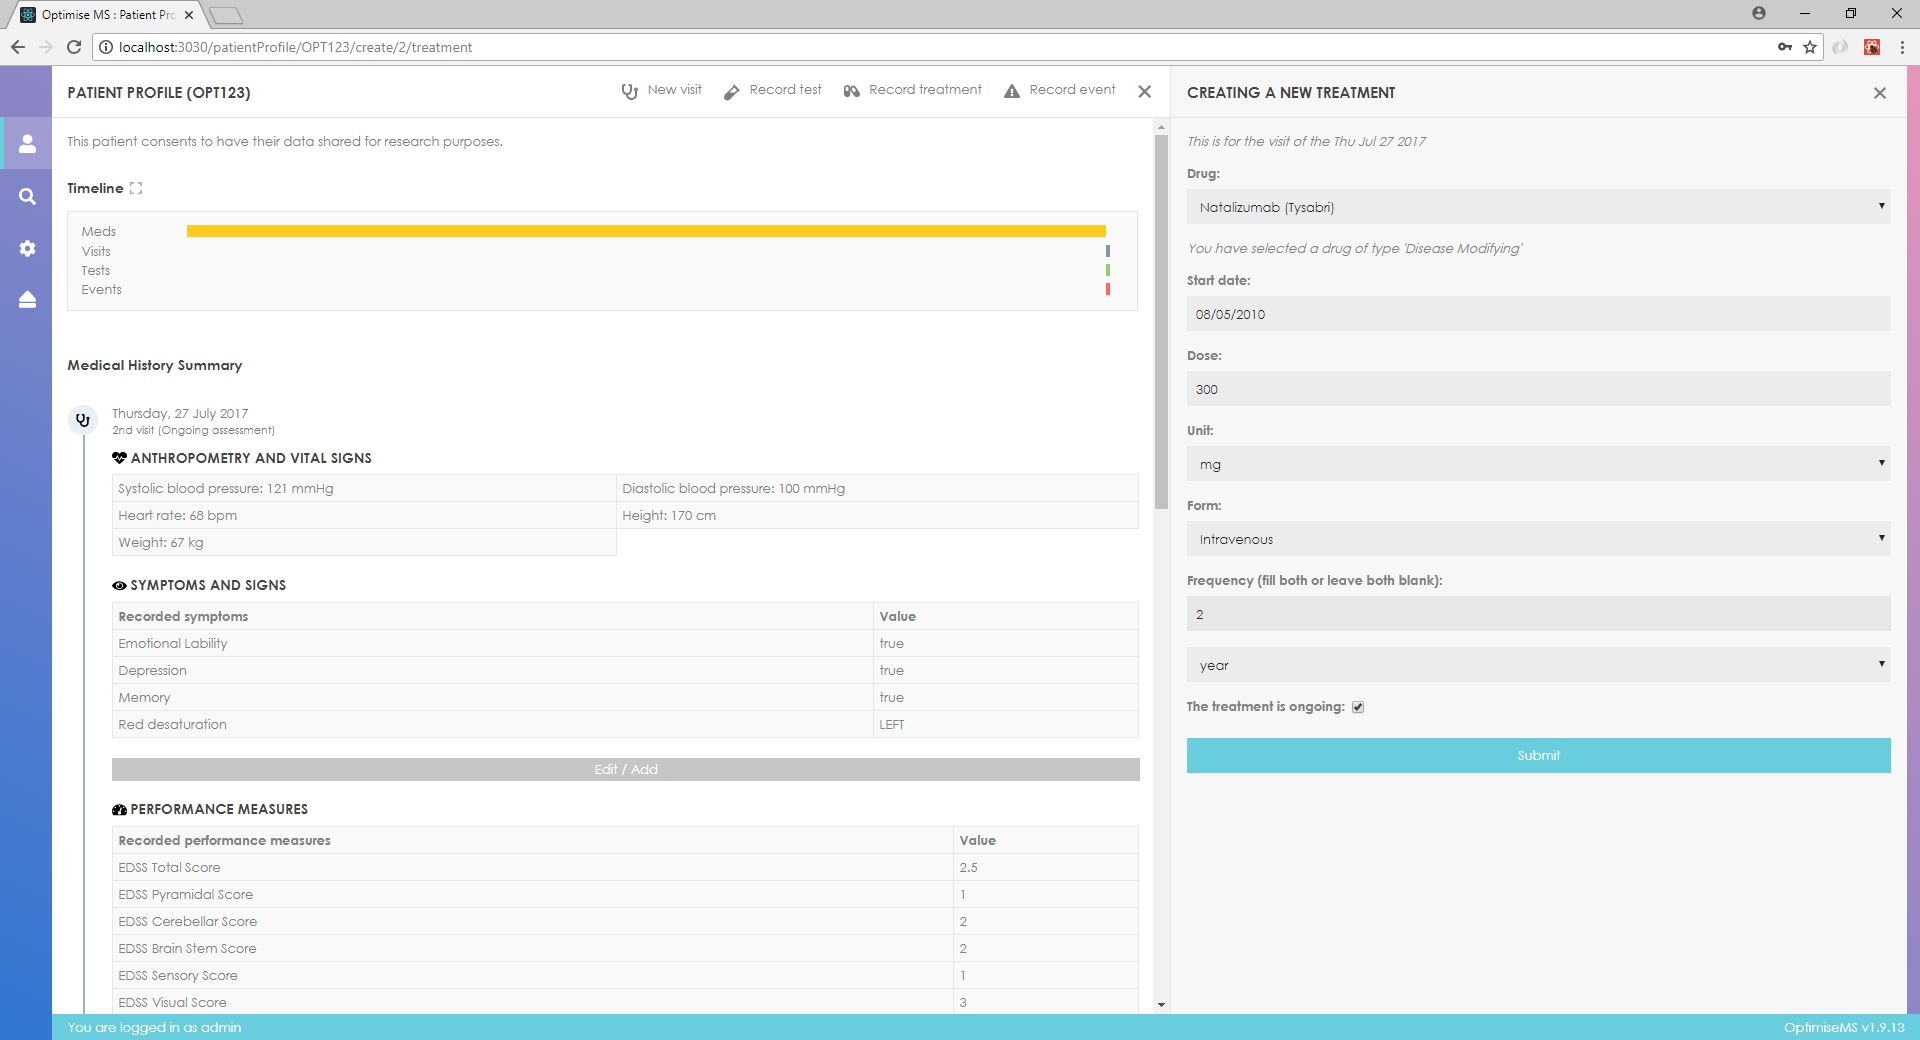 Optimise MS : Patient Pro
localhost:3030/patientProfile/OPT123/create/2/treatment
PATIENT PROFILE (OPT123)
New visit
Record test
Record treatment
Record event
This patient consents to have their data shared for research purposes.
Timeline
Meds
Visits
Tests
Events
Medical History Summary
Thursday, 27 July 2017
2nd visit (Ongoing assessment)
ANTHROPOMETRY AND VITAL SIGNS
Systolic blood pressure: 121 mmHg
Diastolic blood pressure: 100 mmHg
Heart rate: 68 bpm
Height: 170 cm
Weight: 67 kg
SYMPTOMS AND SIGNS
Recorded symptoms
Value
Emotional Lability
true
Depression
true
Memory
true
Red desaturation
LEFT
Edit / Add
PERFORMANCE MEASURES
Recorded performance measures
Value
EDSS Total Score
2.5
EDSS Pyramidal Score
1
EDSS Cerebellar Score
2
EDSS Brain Stem Score
2
EDSS Sensory Score
1
EDSS Visual Score
3
CREATING A NEW TREATMENT
This is for the visit of the Thu Jul 27 2017
Drug:
Natalizumab (Tysabri)
You have selected a drug of type 'Disease Modifying'
Start date:
08/05/2010
Dose:
300
Unit:
mg
Form:
Intravenous
Frequency (fill both or leave both blank):
2
year
The treatment is ongoing:
Submit
You are logged in as admin
OptimiseMS v1.9.13